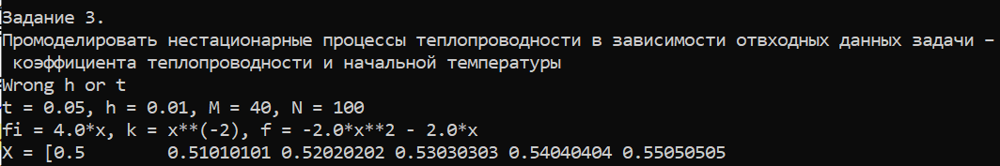 Задание 3.
Промоделировать нестационарные процессы теплопроводности в зависимости отвходных данных задачи –
коэффициента теплопроводности и начальной температуры
Wrong h or t
t = 0.05, h = 0.01, M = 40, N = 100
fi = 4.0*x, k = x**(-2), f = -2.0*x**2 - 2.0*x
X = [0.5        0.51010101 0.52020202 0.53030303 0.54040404 0.55050505